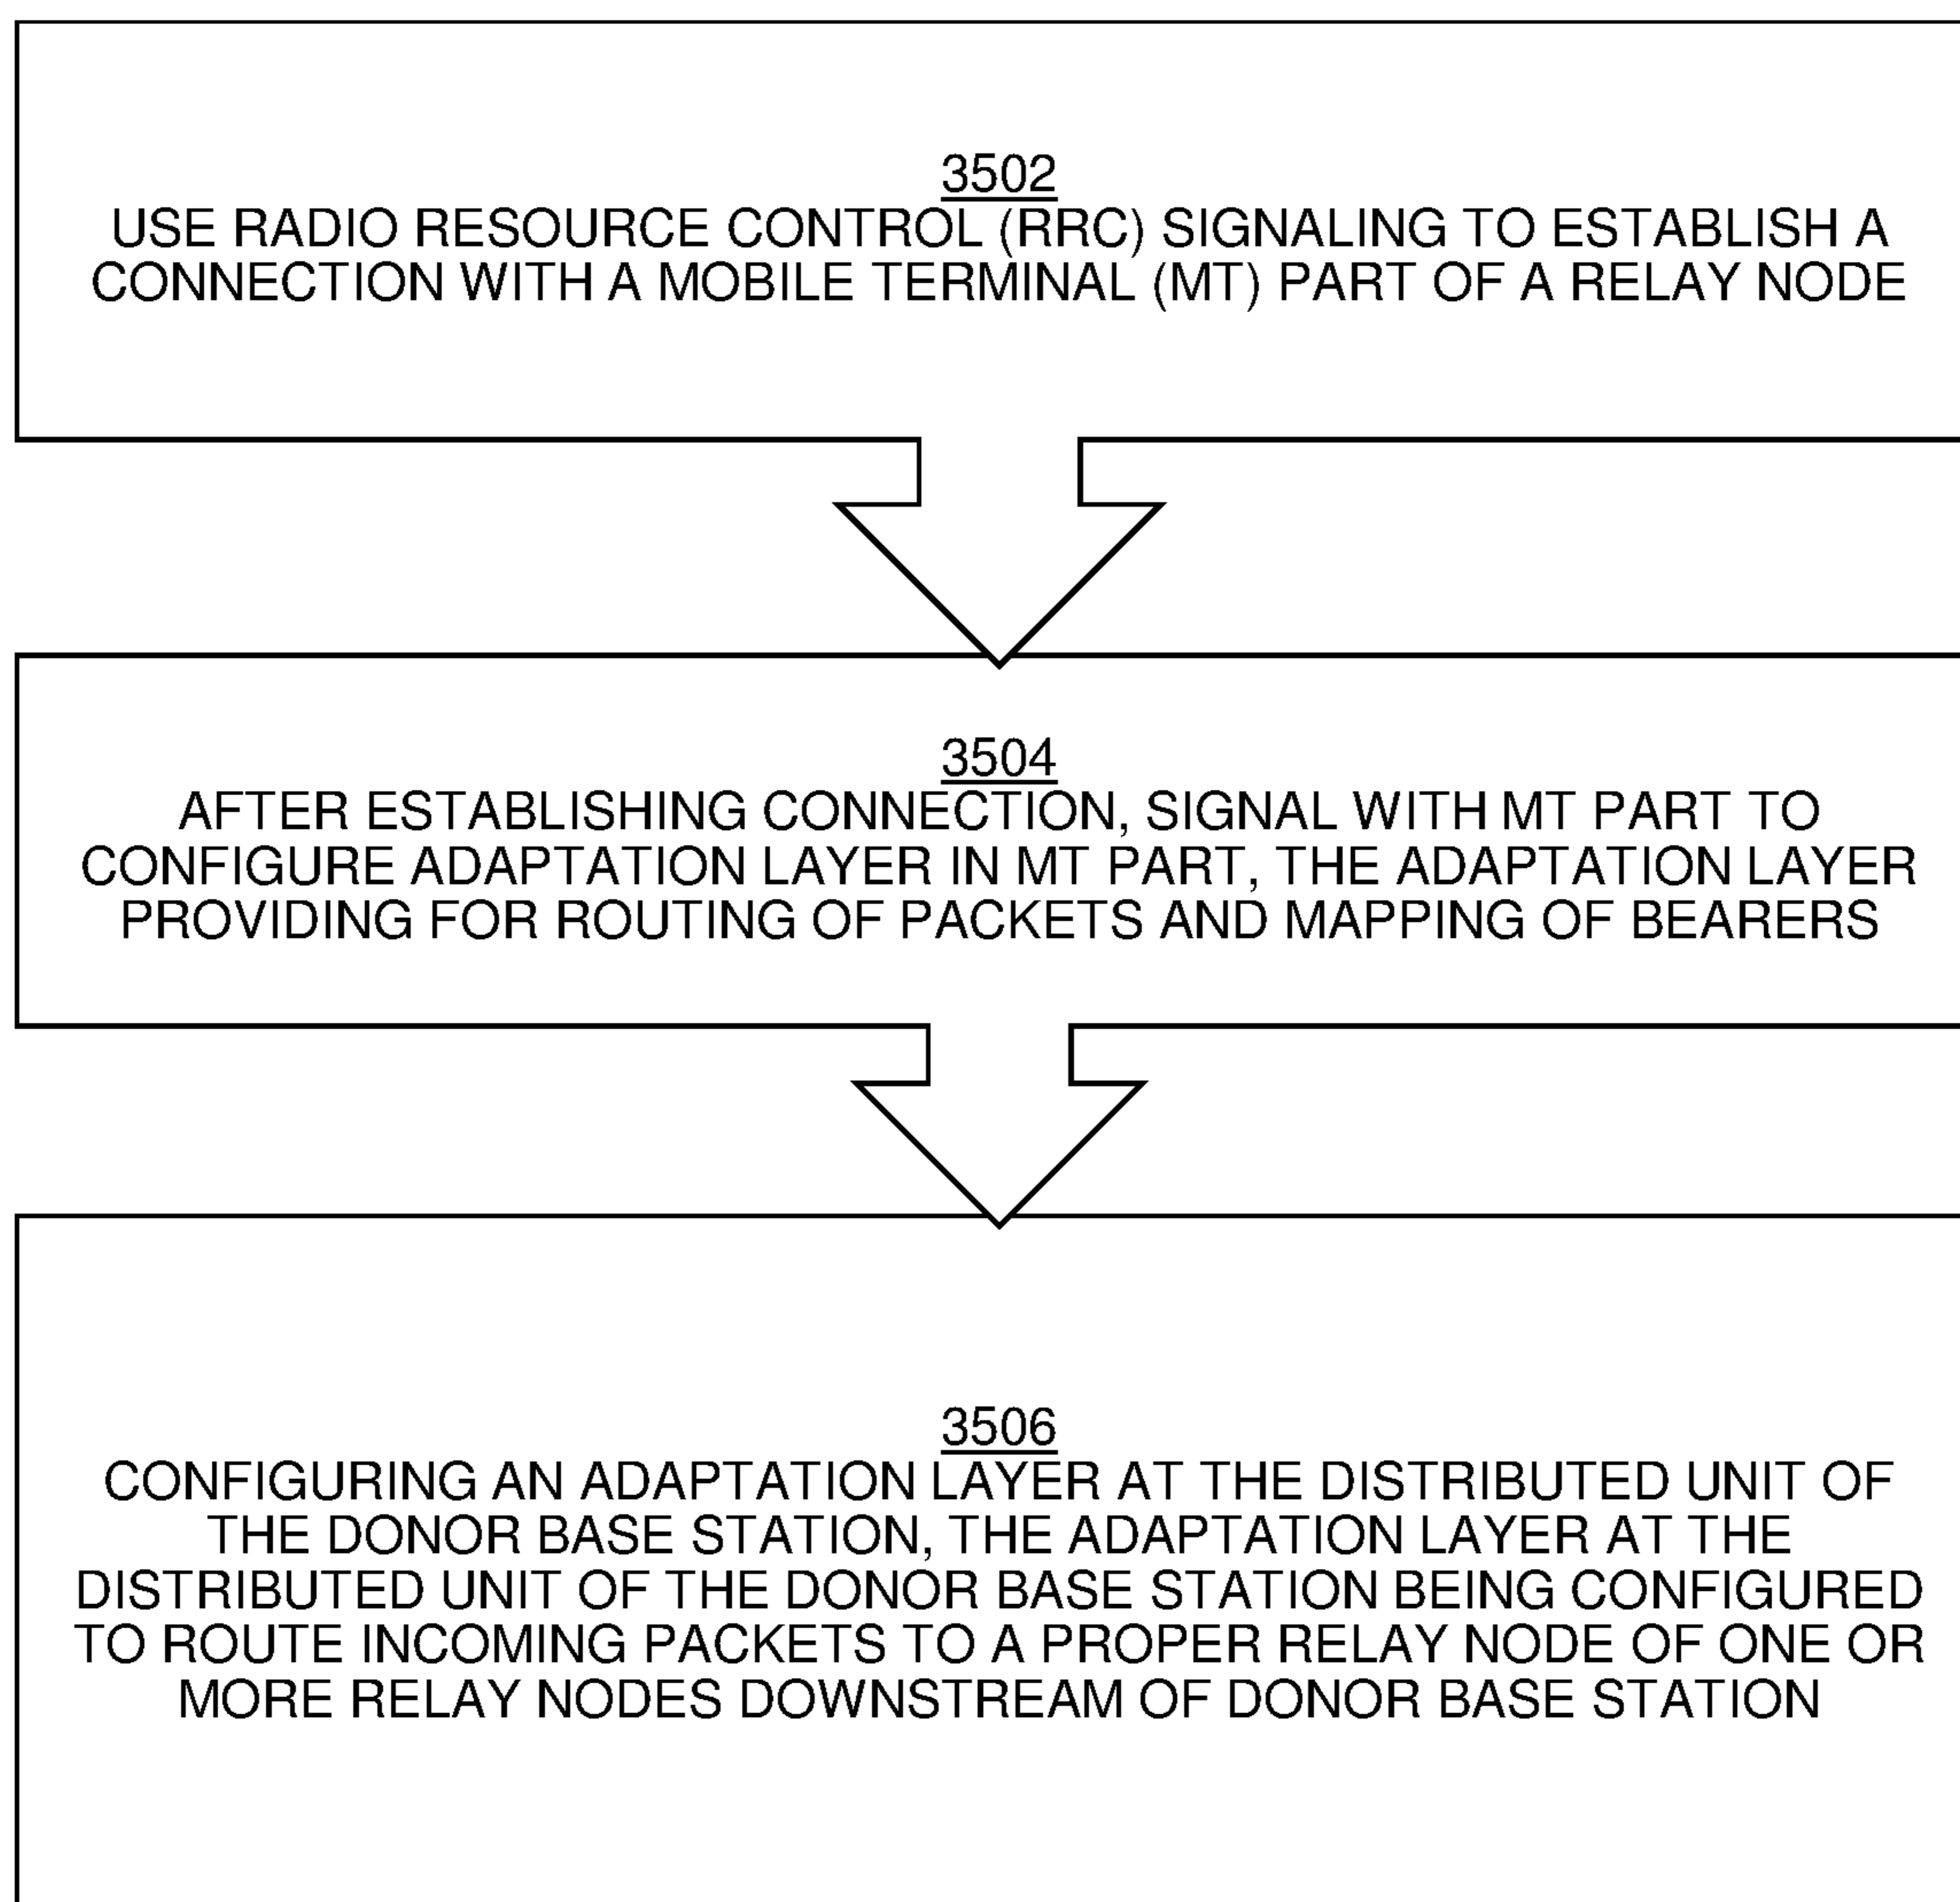 3502
USE RADIO RESOURCE CONTROL (RRC) SIGNALING TO ESTABLISH A
CONNECTION WITH A MOBILE TERMINAL (MT) PART OF A RELAY NODE
3504
AFTER ESTABLISHING CONNECTION, SIGNAL WITH MT PART TO
CONFIGURE ADAPTATION LAYER IN MT PART, THE ADAPTATION LAYER
PROVIDING FOR ROUTING OF PACKETS AND MAPPING OF BEARERS
3506
CONFIGURING AN ADAPTATION LAYER AT THE DISTRIBUTED UNIT OF
THE DONOR BASE STATION, THE ADAPTATION LAYER AT THE
DISTRIBUTED UNIT OF THE DONOR BASE STATION BEING CONFIGURED
TO ROUTE INCOMING PACKETS TO A PROPER RELAY NODE OF ONE OR
MORE RELAY NODES DOWNSTREAM OF DONOR BASE STATION